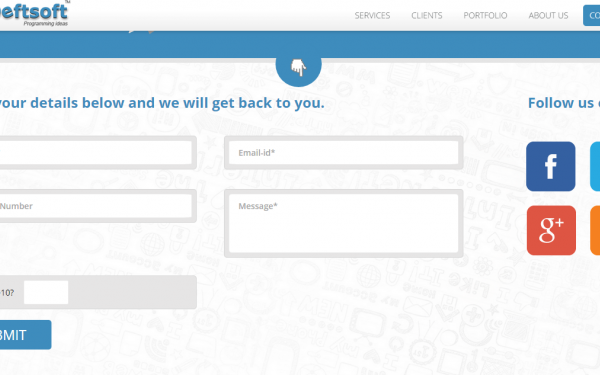 eftsoft
Programming ideas
SERVICES
CLIENTS
PORTFOLIO
ABOUT US
CO
your details below and we will get back to you.
Follow us
Email-id*
Number
Message*
10?
BMIT
f
g+